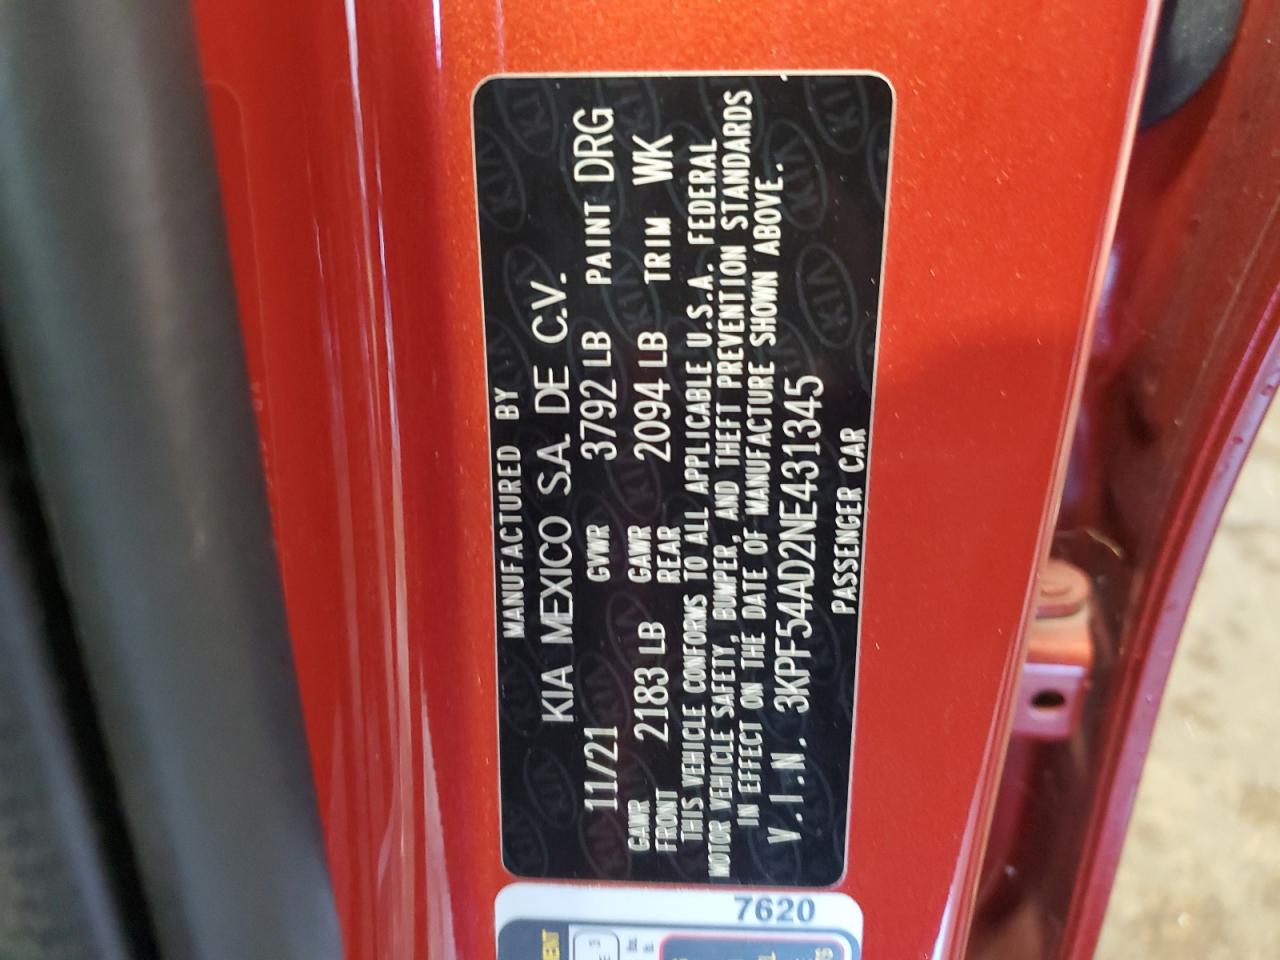 MANUFACTURED BY
KIA MEXICO S.A. DE C.V.
11/21 GVWR 3792 LB PAINT DRG
GAWR FRONT 2183 LB GAWR REAR 2094 LB TRIM WK
THIS VEHICLE CONFORMS TO ALL APPLICABLE U.S.A. FEDERAL
MOTOR VEHICLE SAFETY, BUMPER, AND THEFT PREVENTION STANDARDS
IN EFFECT ON THE DATE OF MANUFACTURE SHOWN ABOVE.
V.I.N. 3KPF54AD2NE431345
PASSENGER CAR
7620